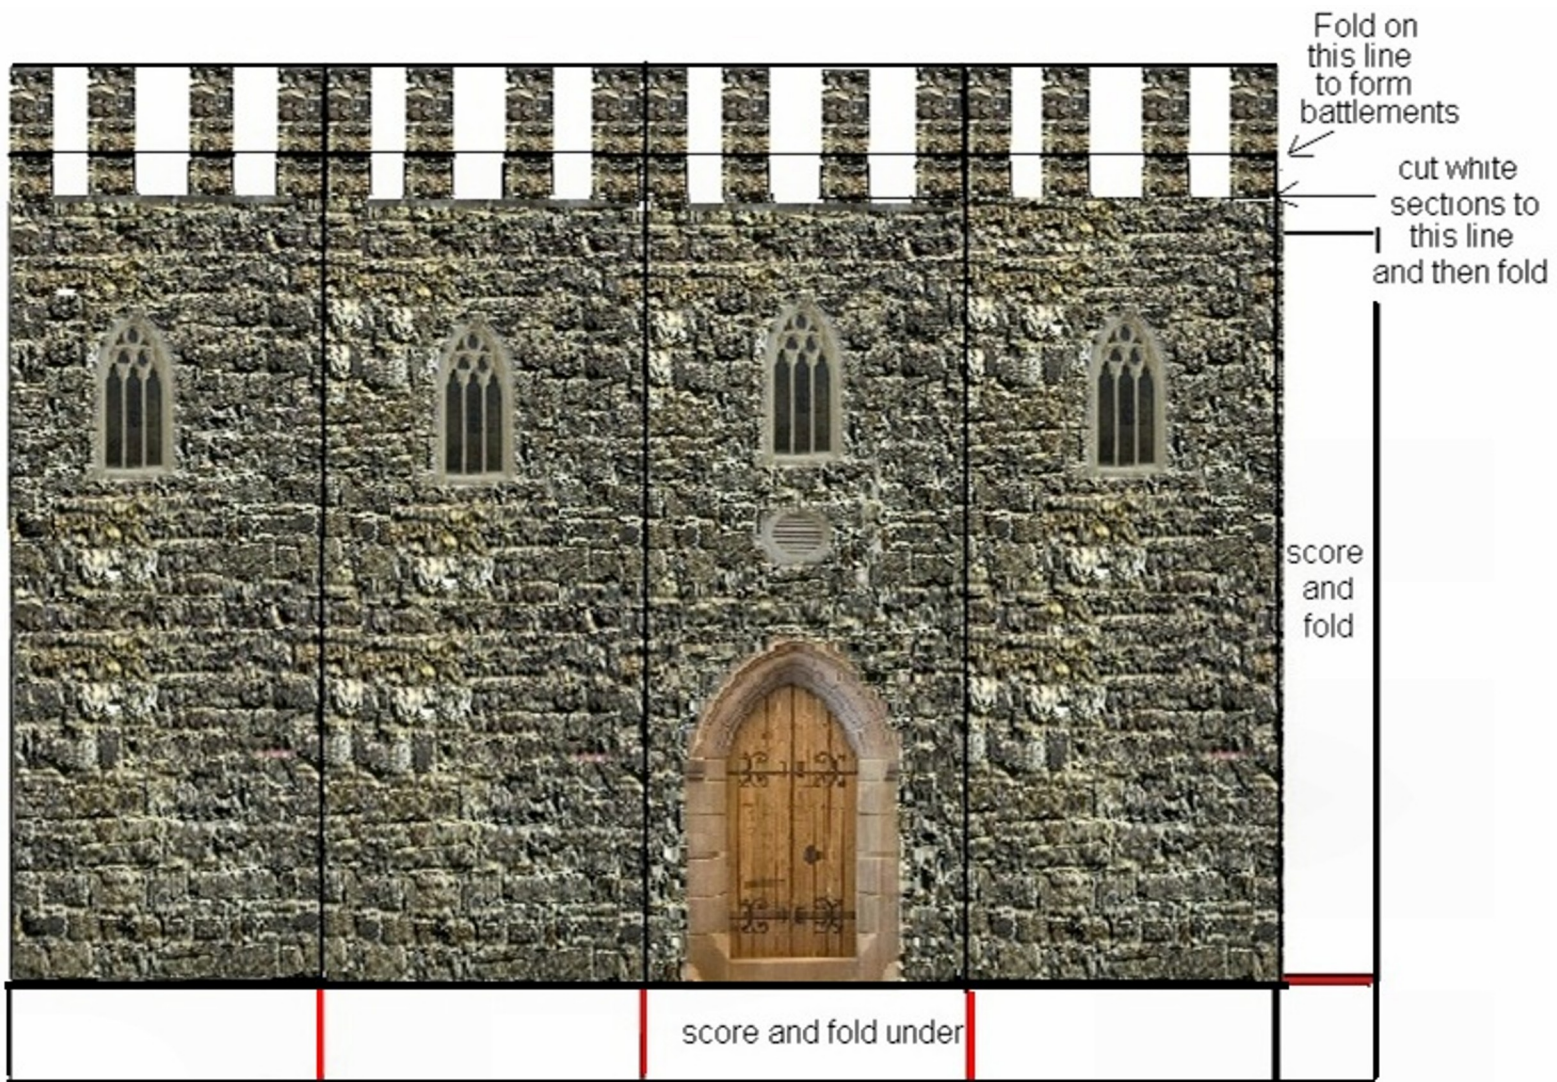 Fold on
this line
to form
battlements
cut white
sections to
this line
and then fold
score
and
fold
score and fold under